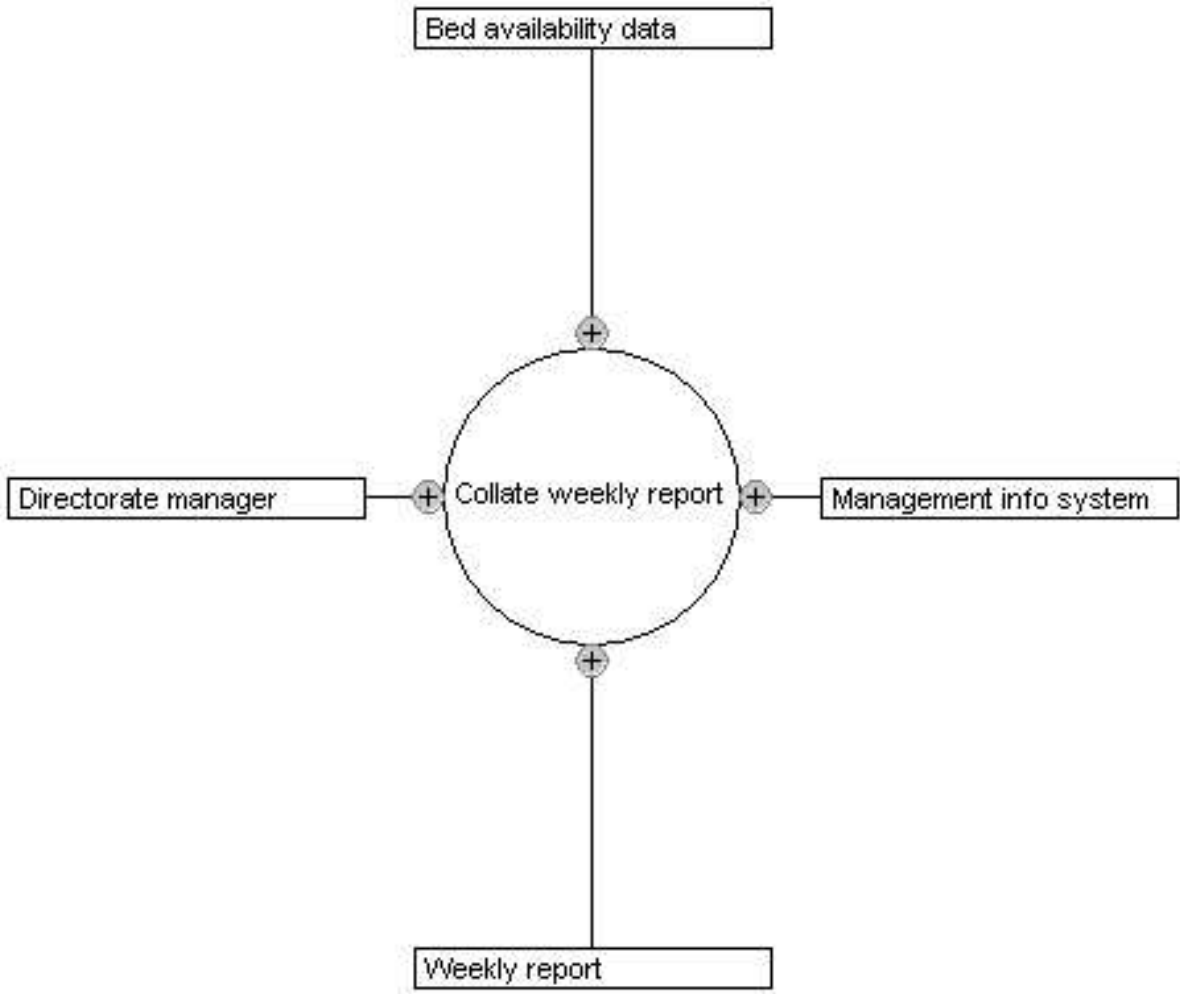 Bed availability data
+
Directorate manager
+
Collate weekly report
+
Management info system
+
Weekly report